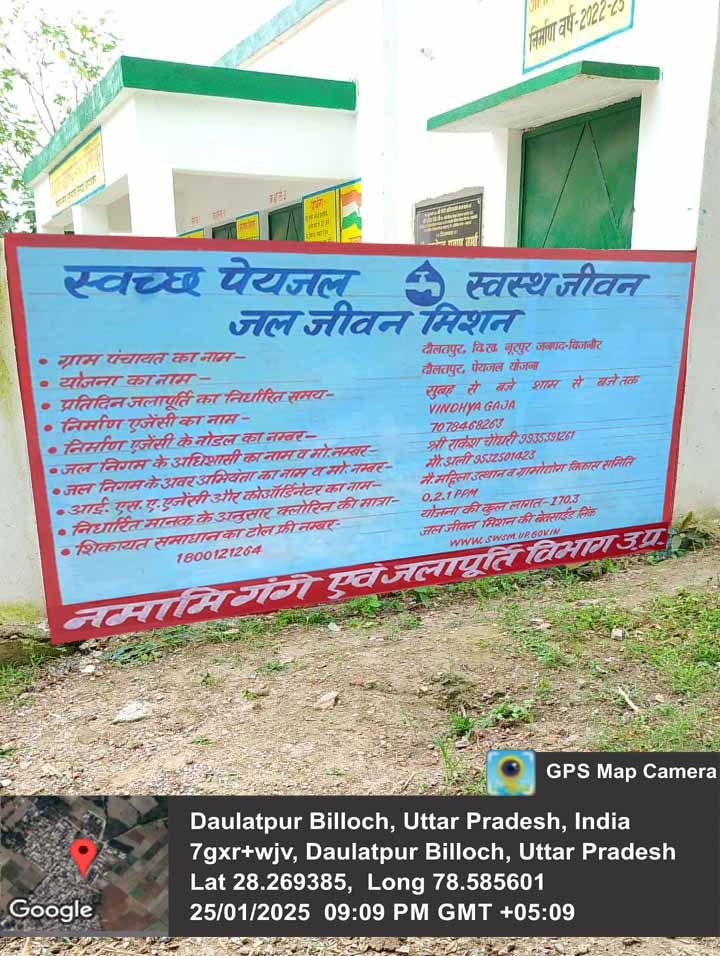 निर्माण वर्ष-2022-23
स्वच्छ पेयजल स्वस्थ जीवन
जल जीवन मिशन
• ग्राम पंचायत का नाम- दौलतपुर, वि.ख. नूरपुर जनपद-बिजनौर
• योजना का नाम- दौलतपुर, पेयजल योजना
• प्रतिदिन जलापूर्ति का निर्धारित समय- सुबह से बजे शाम से बजे तक
• निर्माण एजेंसी का नाम- VINDHYA GAJA
• निर्माण एजेंसी के नोडल का नम्बर- 7078468263
• जल निगम के अधिशासी का नाम व मो. नम्बर- श्री राकेश चौधरी 9935391261
• जल निगम के अवर अभियंता का नाम व मो. नम्बर- मौ. अली 9532501423
• आई. एस. ए. एजेंसी और कोऑर्डिनेटर का नाम- मै महिला उत्थान व ग्रामोद्योग विकास समिति
• निर्धारित मानक के अनुसार क्लोरिन की मात्रा- 0.2.1 PPM
• शिकायत समाधान का टोल फ्री नम्बर- योजना की कुल लागत-170.3
1800121264 जल जीवन मिशन की वेबसाईड लिंक
WWW. SWSM.UP.GOV.IN
नमामि गंगे एवं जलापूर्ति विभाग उ.प्र.
GPS Map Camera
Daulatpur Billoch, Uttar Pradesh, India
7gxr+wjv, Daulatpur Billoch, Uttar Pradesh
Lat 28.269385, Long 78.585601
25/01/2025 09:09 PM GMT +05:09
Google